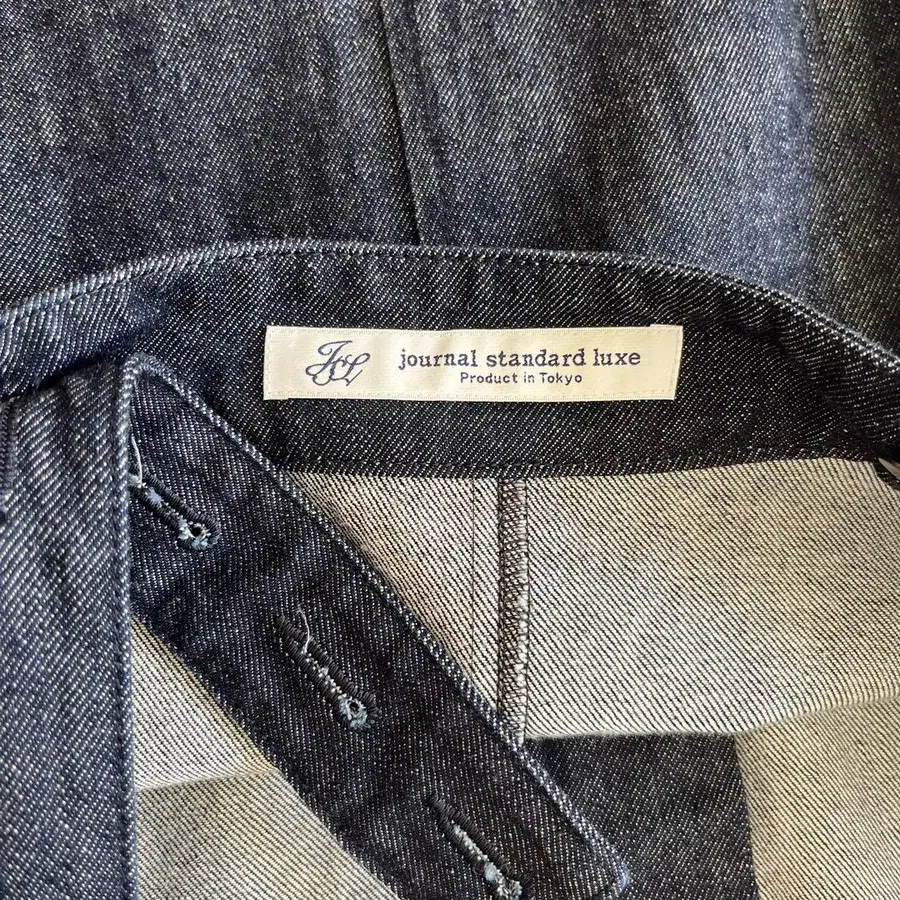 JSL
journal standard luxe
Product in Tokyo